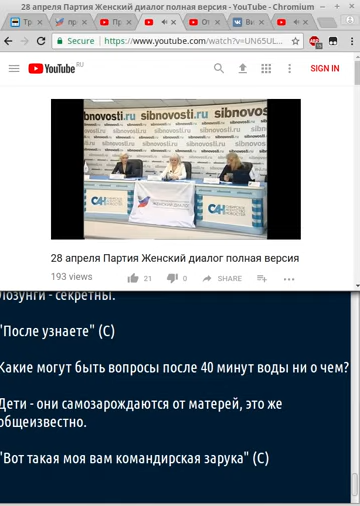 28 апреля Партия Женский диалог полная версия - YouTube - Chromium
Secure https://www.youtube.com/watch?v=UN65UL...
YouTube RU
SIGN IN
sibnovosti.ru
28 апреля Партия Женский диалог полная версия
193 views
21
0
SHARE
Лозунги - секретны.
"После узнаете" (С)
Какие могут быть вопросы после 40 минут воды ни о чем?
Дети - они самозарождаются от матерей, это же
общеизвестно.
"Вот такая моя вам командирская зарука" (С)